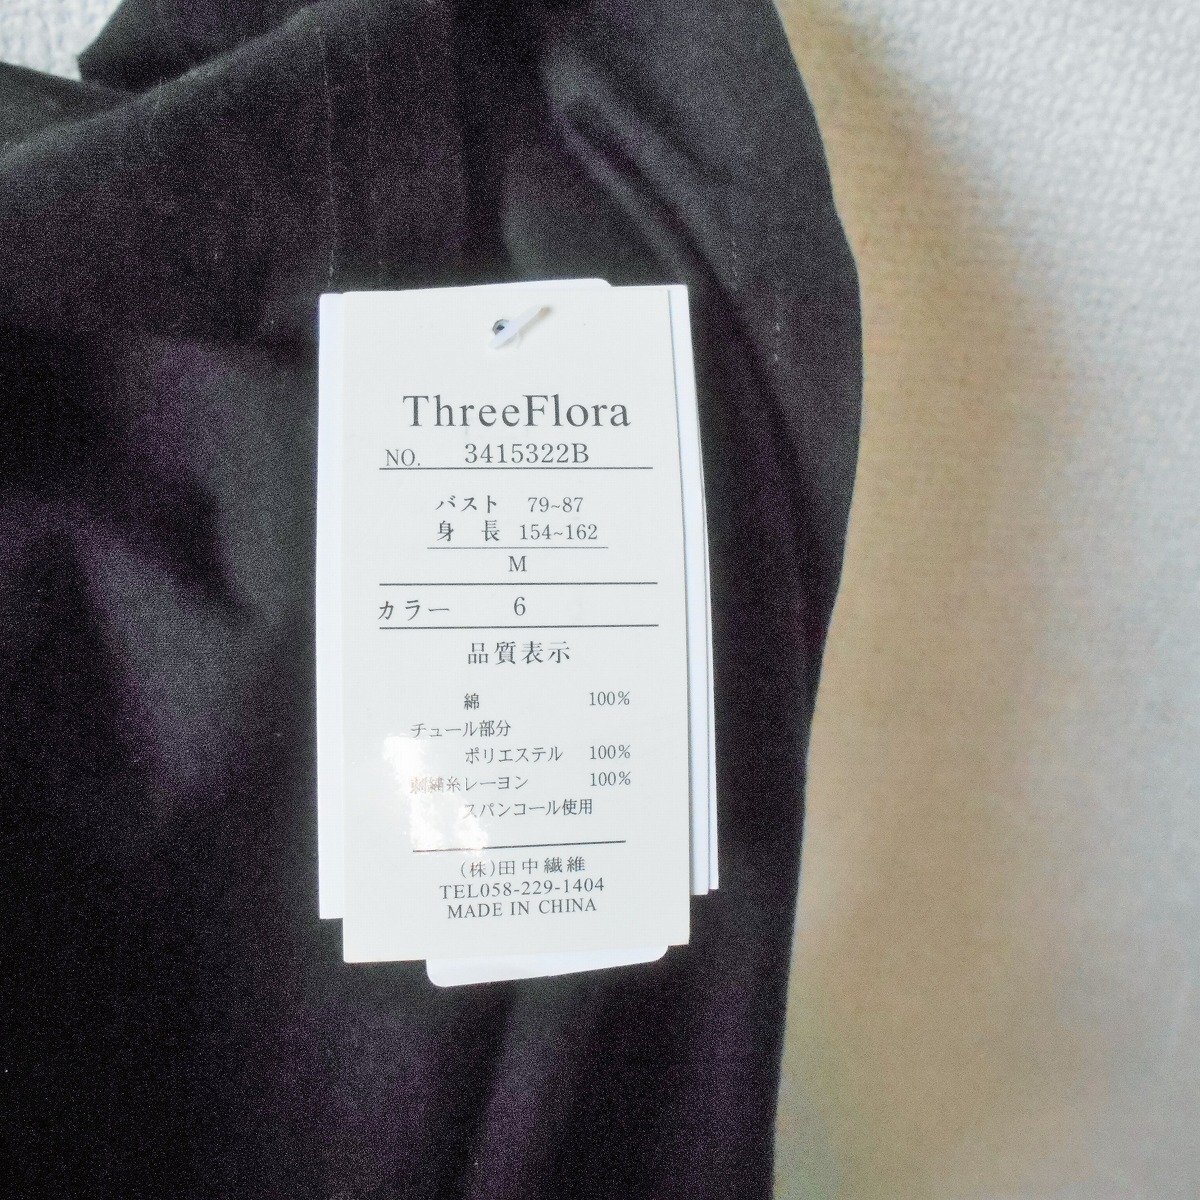 ThreeFlora
NO. 3415322B
バスト 79~87
身 長 154~162
M
カラー 6
品質表示
綿 100%
チュール部分
ポリエステル 100%
刺繍糸レーヨン 100%
スパンコール使用
(株)田中繊維
TEL058-229-1404
MADE IN CHINA